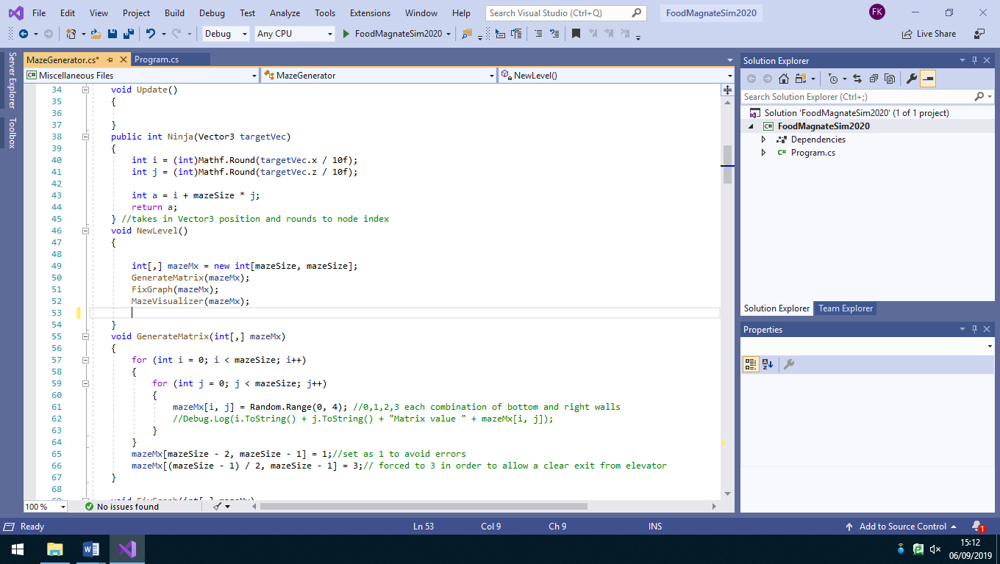 File Edit View Project Build Debug Test Analyze Tools Extensions Window Help Search Visual Studio (Ctrl+Q) FoodMagnateSim2020 FK
Debug Any CPU FoodMagnateSim2020 Live Share
Server Explorer
Toolbox
MazeGenerator.cs* Program.cs
C# Miscellaneous Files MazeGenerator NewLevel()
34 void Update()
35 {
36
37 }
38 public int Ninja(Vector3 targetVec)
39 {
40 int i = (int)Mathf.Round(targetVec.x / 10f);
41 int j = (int)Mathf.Round(targetVec.z / 10f);
42
43 int a = i + mazeSize * j;
44 return a;
45 } //takes in Vector3 position and rounds to node index
46 void NewLevel()
47 {
48
49 int[,] mazeMx = new int[mazeSize, mazeSize];
50 GenerateMatrix(mazeMx);
51 FixGraph(mazeMx);
52 MazeVisualizer(mazeMx);
53
54 }
55 void GenerateMatrix(int[,] mazeMx)
56 {
57 for (int i = 0; i < mazeSize; i++)
58 {
59 for (int j = 0; j < mazeSize; j++)
60 {
61 mazeMx[i, j] = Random.Range(0, 4); //0,1,2,3 each combination of bottom and right walls
62 //Debug.Log(i.ToString() + j.ToString() + "Matrix value " + mazeMx[i, j]);
63 }
64 }
65 mazeMx[mazeSize - 2, mazeSize - 1] = 1;//set as 1 to avoid errors
66 mazeMx[(mazeSize - 1) / 2, mazeSize - 1] = 3;// forced to 3 in order to allow a clear exit from elevator
67 }
68
69 void FixGraph(int[,] mazeMx)
100 % No issues found
Solution Explorer
Search Solution Explorer (Ctrl+;)
Solution 'FoodMagnateSim2020' (1 of 1 project)
C# FoodMagnateSim2020
Dependencies
C# Program.cs
Solution Explorer Team Explorer
Properties
Ready Ln 53 Col 9 Ch 9 INS Add to Source Control 1
15:12
06/09/2019